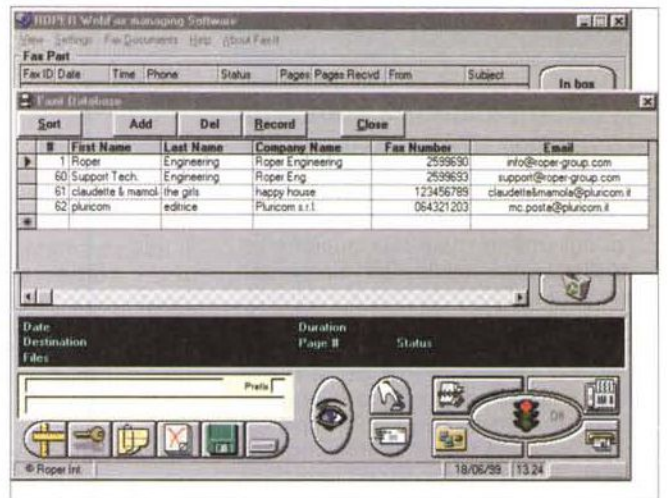 ROPER WebFax managing Software
View Settings Fax Documents Help About Fax It
Fax Part
Fax ID Date Time Phone Status Pages Pages Recvd From Subject
In box
Faxit Database
Sort Add Del Record Close
# First Name Last Name Company Name Fax Number Email
1 Roper Engineering Roper Engineering 2599690 info@roper-group.com
60 Support Tech. Engineering Roper Eng. 2599693 support@roper-group.com
61 claudette & mamol the girls happy house 123456789 claudette&mamola@pluricom.it
62 pluricom editrice Pluricom s.r.l. 064321203 mc.posta@pluricom.it
Date Duration
Destination Page # Status
Files
Prefix
Off
© Roper Int. 18/06/99 13.24